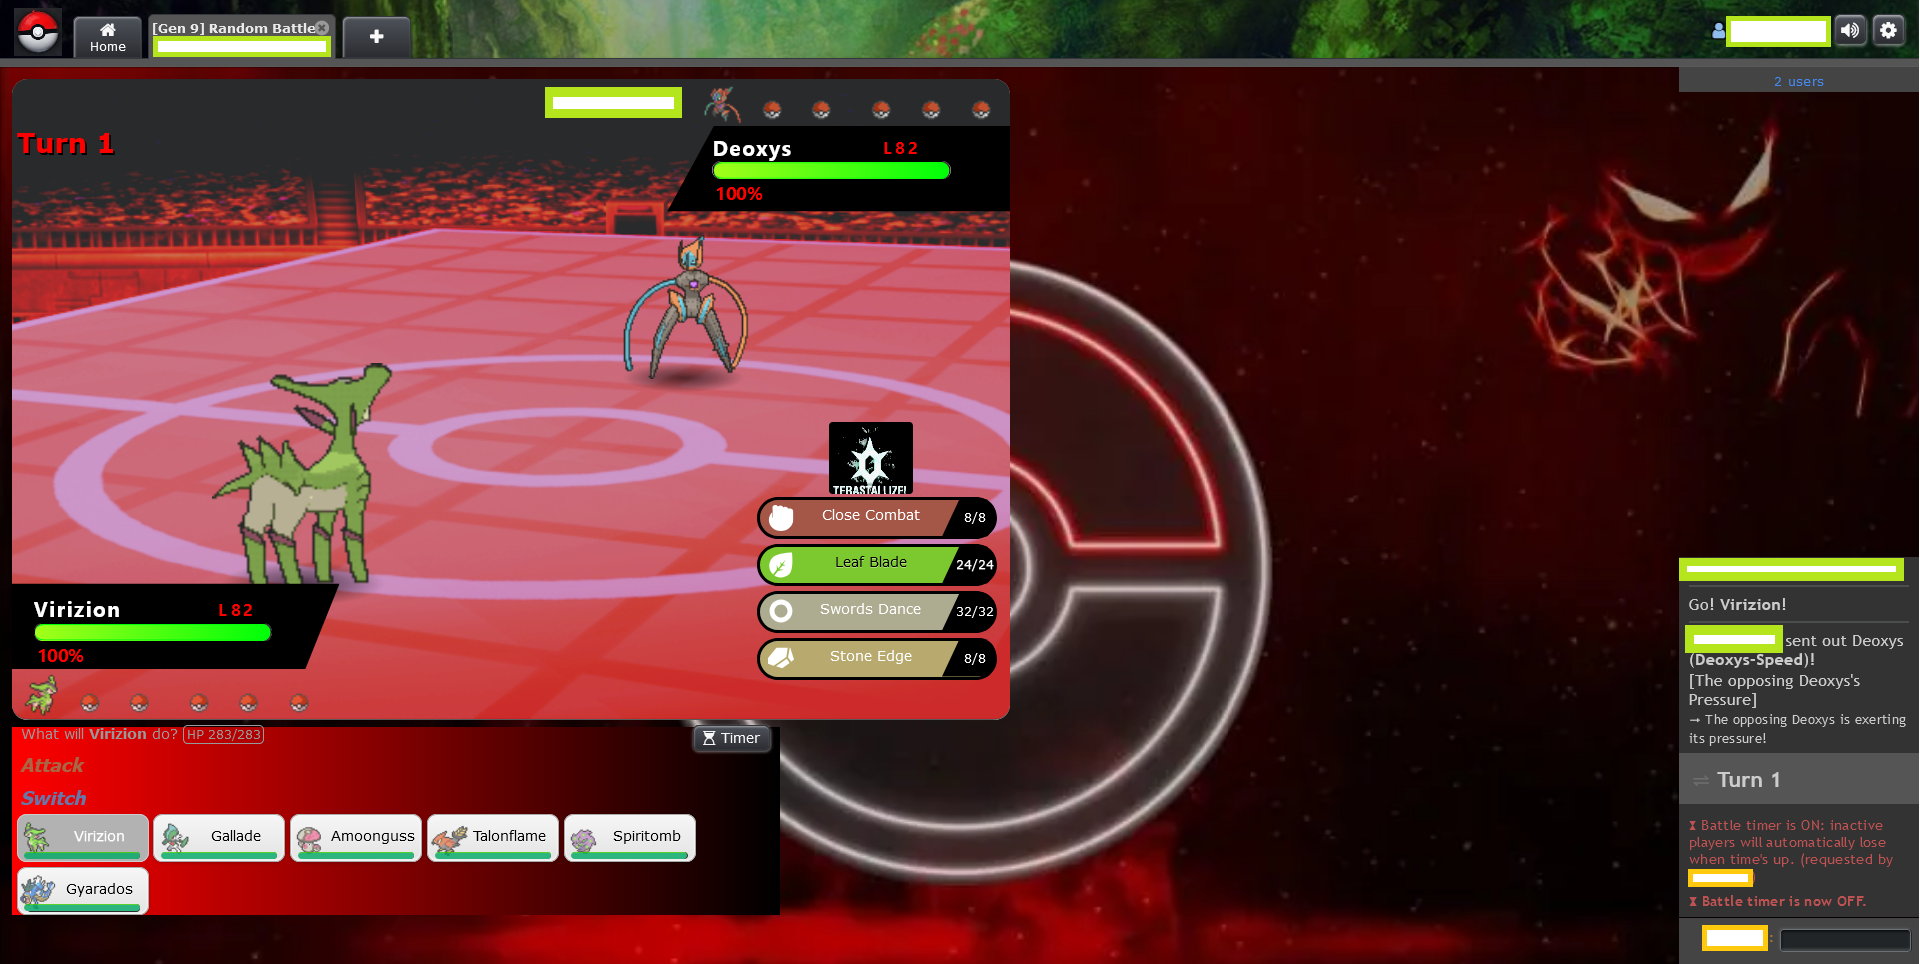 Home
[Gen 9] Random Battle
Turn 1
Deoxys L82
100%
TERASTALLIZE!
Close Combat 8/8
Leaf Blade 24/24
Swords Dance 32/32
Stone Edge 8/8
Virizion L82
100%
What will Virizion do? HP 283/283
Timer
Attack
Switch
Virizion
Gallade
Amoonguss
Talonflame
Spiritomb
Gyarados
2 users
Go! Virizion!
sent out Deoxys
(Deoxys-Speed)!
[The opposing Deoxys's
Pressure]
→ The opposing Deoxys is exerting
its pressure!
⇌ Turn 1
⧗ Battle timer is ON: inactive
players will automatically lose
when time's up. (requested by
)
⧗ Battle timer is now OFF.
: